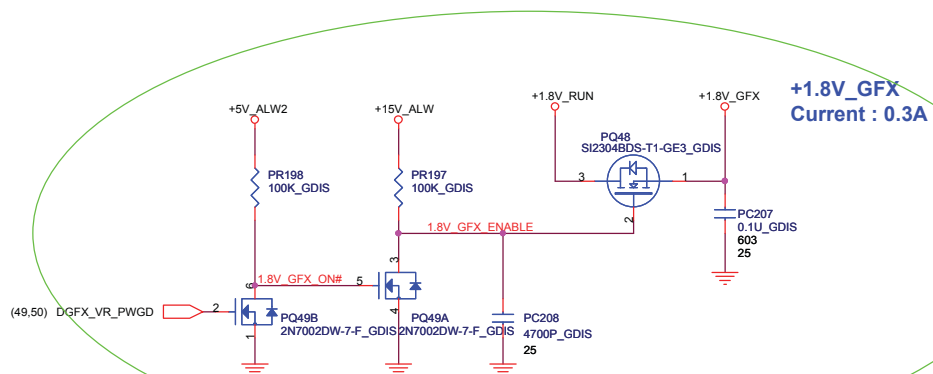 +1.8V_GFX
Current : 0.3A
+5V_ALW2
+15V_ALW
+1.8V_RUN
+1.8V_GFX
PQ48
SI2304BDS-T1-GE3_GDIS
PR198
100K_GDIS
PR197
100K_GDIS
3
1
2
PC207
0.1U_GDIS
603
25
1.8V_GFX_ENABLE
1.8V_GFX_ON#
6
5
3
4
(49,50) DGFX_VR_PWGD
2
1
PQ49B
2N7002DW-7-F_GDIS
PQ49A
2N7002DW-7-F_GDIS
PC208
4700P_GDIS
25